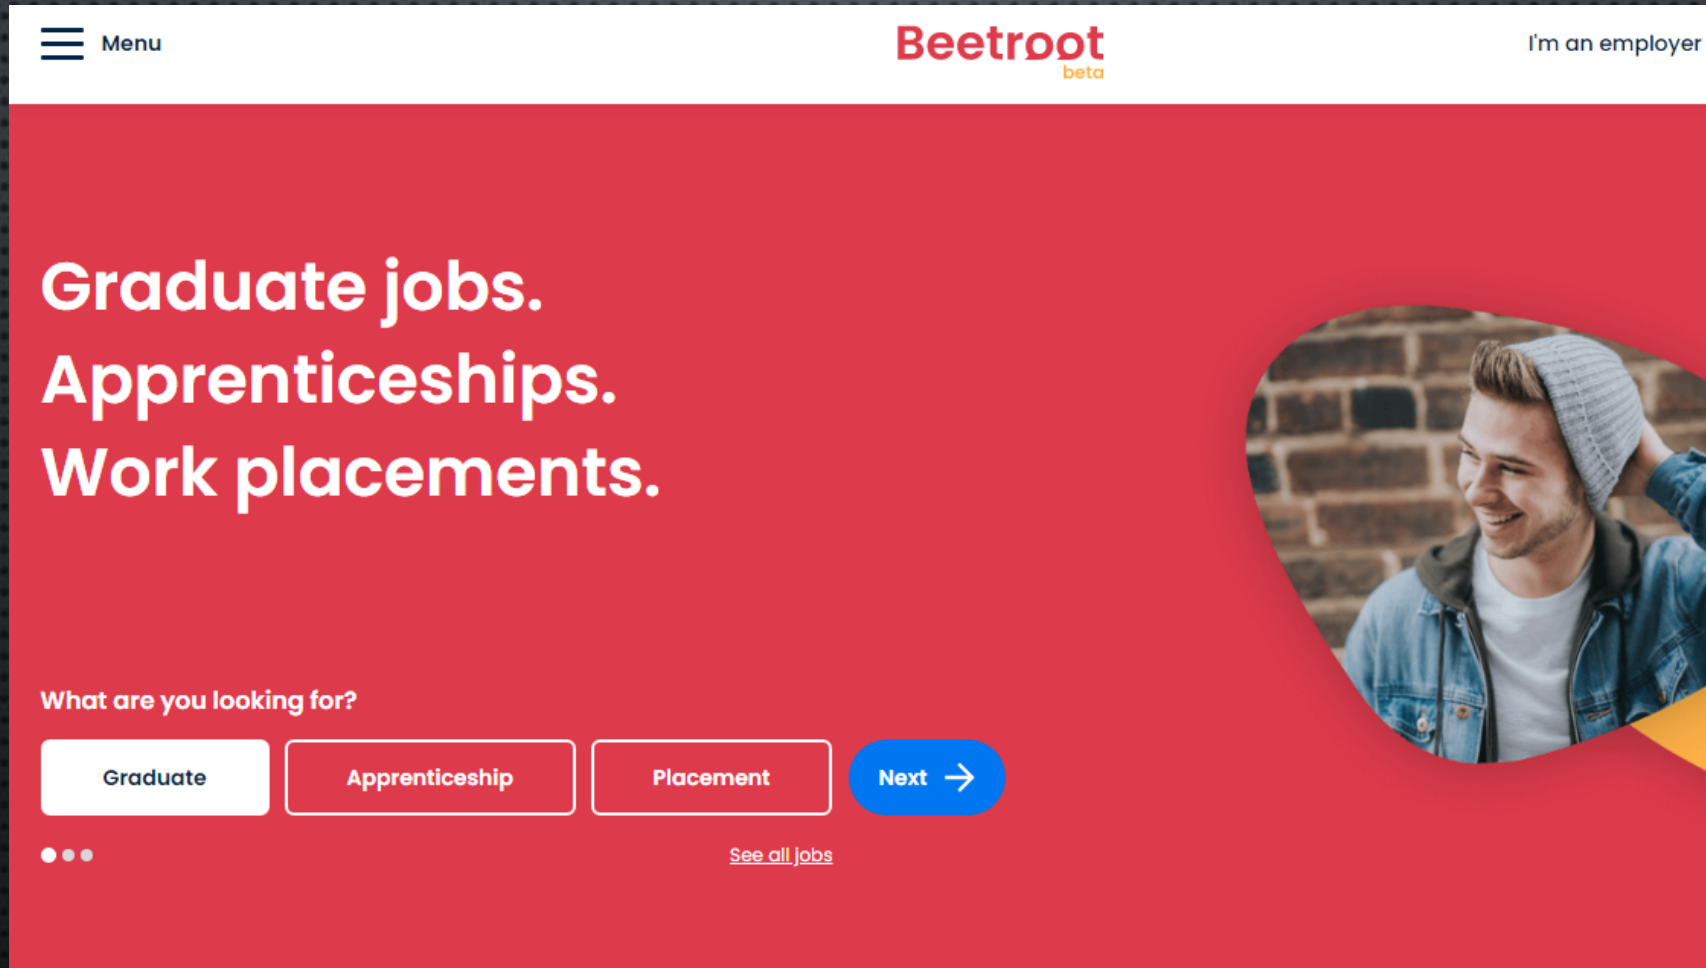 Menu
Beetroot
beta
I'm an employer
Graduate jobs.
Apprenticeships.
Work placements.
What are you looking for?
Graduate
Apprenticeship
Placement
Next
See all jobs